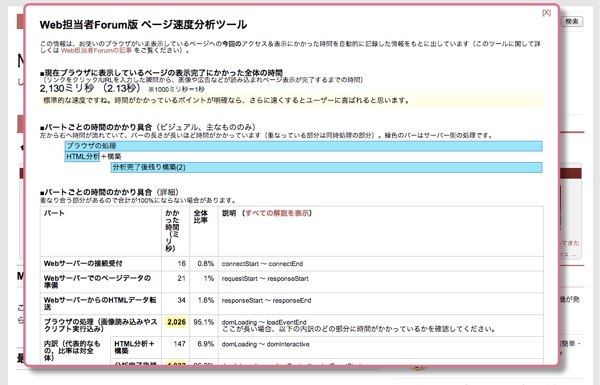 [X]
検索
Web担当者Forum版 ページ速度分析ツール
この情報は、お使いのブラウザがいま表示しているページへの今回のアクセス＆表示にかかった時間を自動的に記録した情報をもとに出しています（このツールに関して詳
しくは Web担当者Forumの記事 をご覧ください）。
■現在ブラウザに表示しているページの表示完了にかかった全体の時間
（リンクをクリック/URLを入力した瞬間から、画像や広告などが読み込まれページ表示が完了するまでの時間）
2,130ミリ秒 （2.13秒） ※1000ミリ秒＝1秒
標準的な速度ですね。時間がかかっているポイントが明確なら、さらに速くするとユーザーに喜ばれると思います。
■パートごとの時間のかかり具合（ビジュアル、主なもののみ）
左から右へ時間が流れていて、バーの長さが長いほど時間がかかっています（重なっている部分は同時処理の部分）。緑色のバーはサーバー側の処理です。
ブラウザの処理
HTML分析＋構築
分析完了後残り構築(2)
■パートごとの時間のかかり具合（詳細）
重なり合う部分があるので合計が100%にならない場合があります。
パート かかった時間（ミリ秒） 全体比率 説明 （すべての解説を表示）
Webサーバーの接続受付 16 0.8% connectStart ～ connectEnd
Webサーバーでのページデータの
準備 21 1% requestStart ～ responseStart
WebサーバーからのHTMLデータ転
送 34 1.6% responseStart ～ responseEnd
ブラウザの処理（画像読み込みやス
クリプト実行込み） 2,026 95.1% domLoading ～ loadEventEnd
ここが長い場合、以下の内訳のどの部分に時間がかかっているかを確認してください。
内訳（代表的なも
の、比率は対全
体） HTML分析＋
構築 147 6.9% domLoading ～ domInteractive